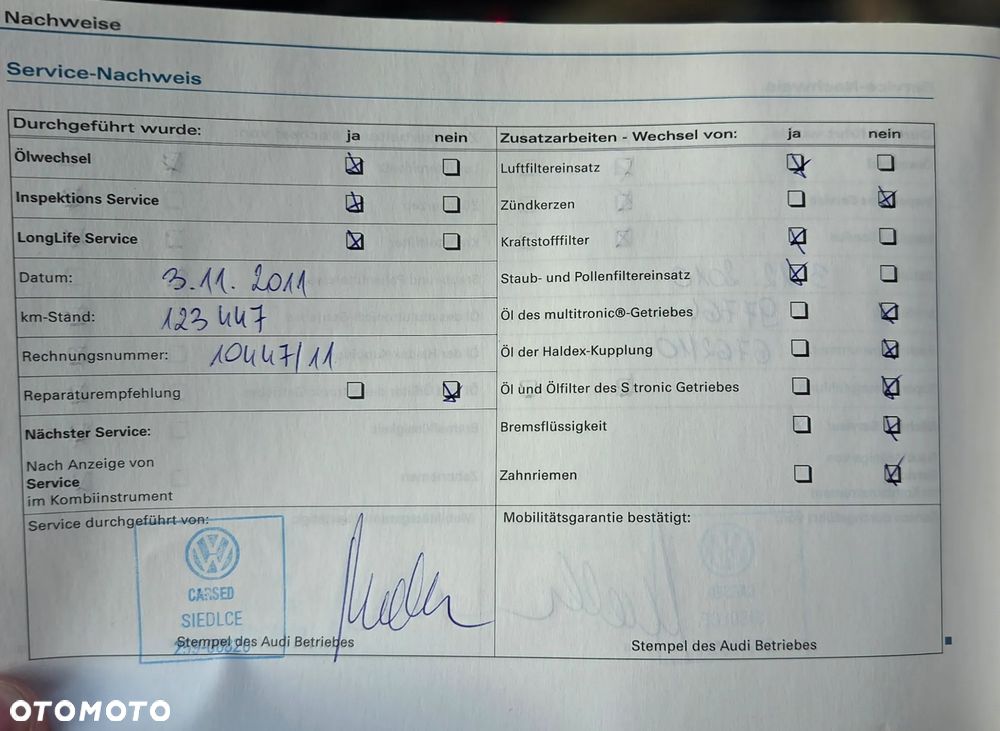 Nachweise
Service-Nachweis
Durchgeführt wurde: ja nein
Ölwechsel
Inspektions Service
LongLife Service
Datum: 3.11. 2011
km-Stand: 123 447
Rechnungsnummer: 10447/11
Reparaturempfehlung
Nächster Service:
Nach Anzeige von
Service
im Kombiinstrument
Service durchgeführt von:
CARSED
SIEDLCE
Stempel des Audi Betriebes
Zusatzarbeiten - Wechsel von: ja nein
Luftfiltereinsatz
Zündkerzen
Kraftstofffilter
Staub- und Pollenfiltereinsatz
Öl des multitronic®-Getriebes
Öl der Haldex-Kupplung
Öl und Ölfilter des S tronic Getriebes
Bremsflüssigkeit
Zahnriemen
Mobilitätsgarantie bestätigt:
Stempel des Audi Betriebes
OTOMOTO